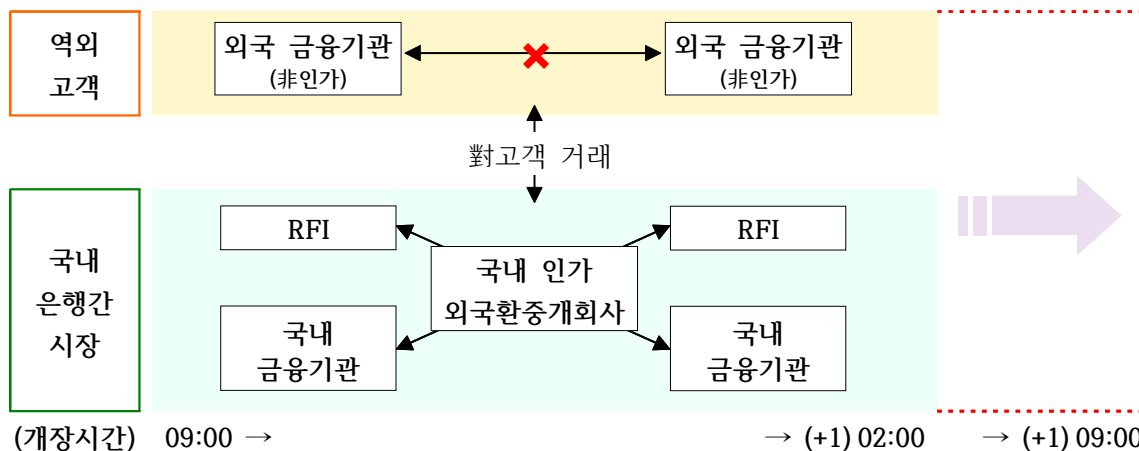 역외
고객
외국 금융기관
(非인가)
외국 금융기관
(非인가)
對고객 거래
국내
은행간
시장
RFI
RFI
국내 인가
외국환중개회사
국내
금융기관
국내
금융기관
(개장시간) 09:00 → → (+1) 02:00 → (+1) 09:00